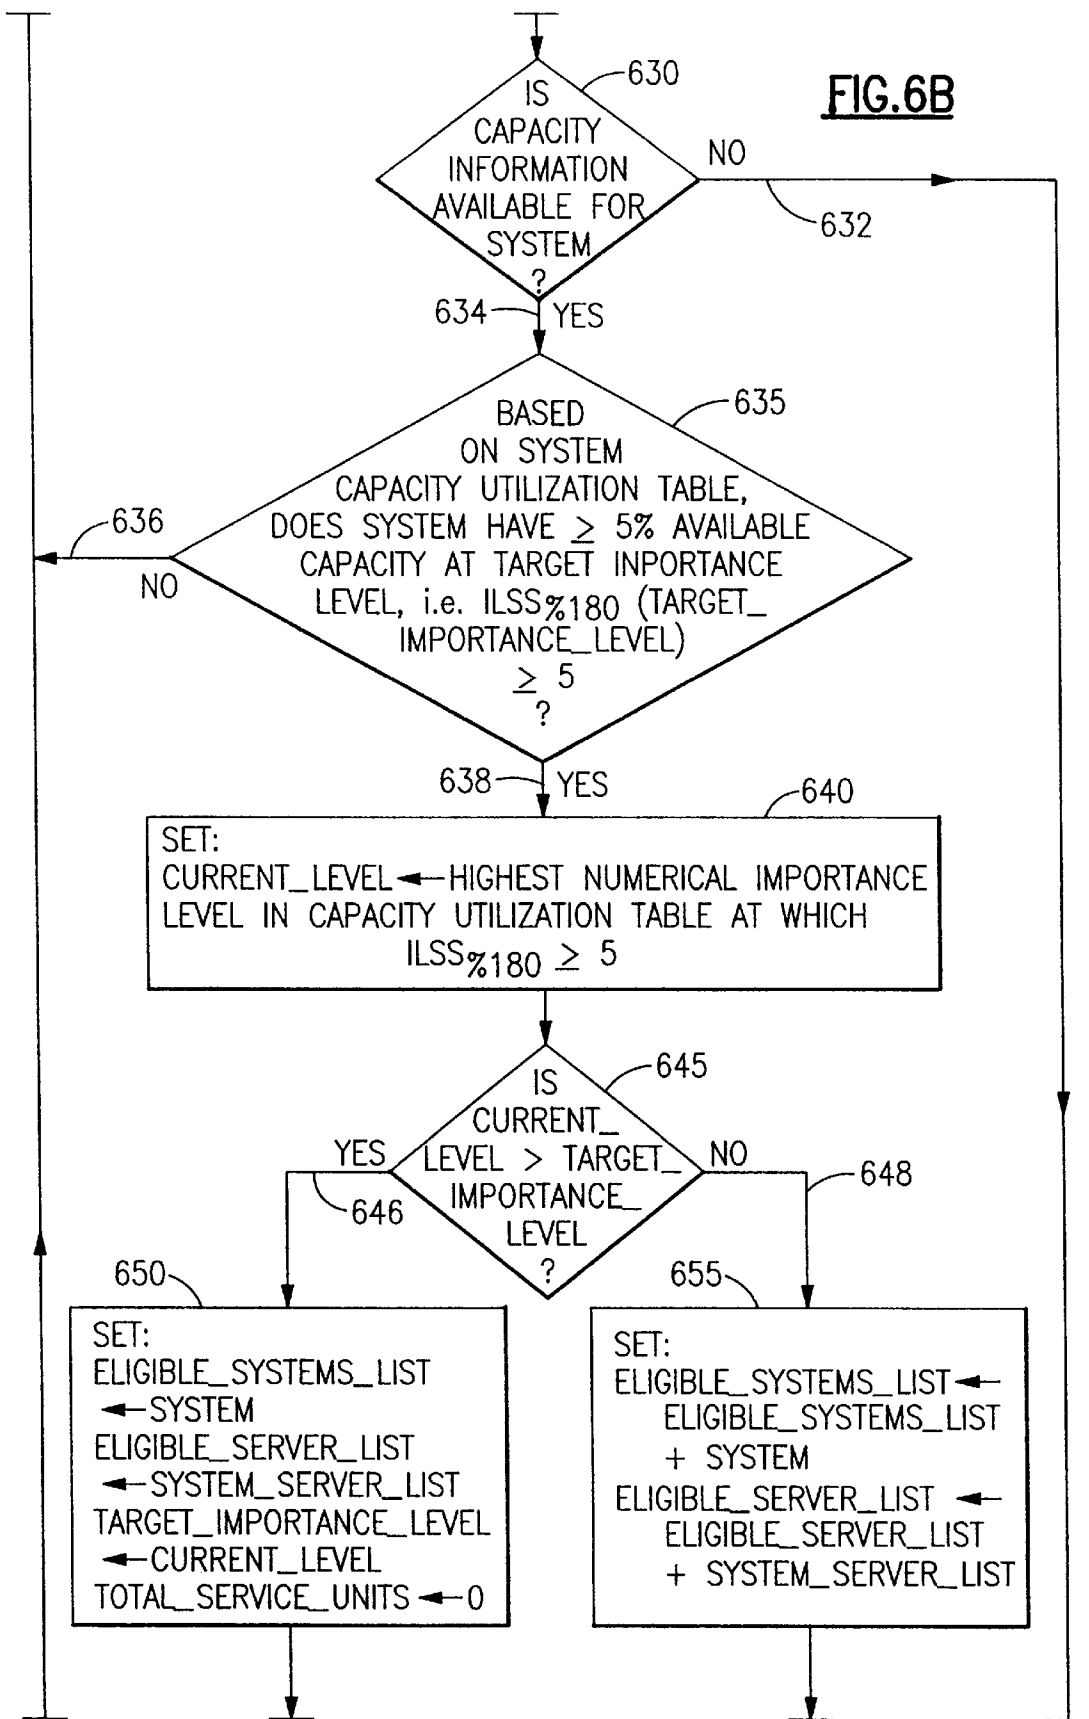 FIG.6B
630
IS
CAPACITY
INFORMATION
AVAILABLE FOR
SYSTEM
?
NO
632
634
YES
635
BASED
ON SYSTEM
CAPACITY UTILIZATION TABLE,
DOES SYSTEM HAVE ≥ 5% AVAILABLE
CAPACITY AT TARGET INPORTANCE
LEVEL, i.e. ILSS%180 (TARGET_
IMPORTANCE_LEVEL)
≥ 5
?
636
NO
638
YES
640
SET:
CURRENT_LEVEL←HIGHEST NUMERICAL IMPORTANCE
LEVEL IN CAPACITY UTILIZATION TABLE AT WHICH
ILSS%180 ≥ 5
645
IS
CURRENT_
LEVEL > TARGET_
IMPORTANCE_
LEVEL
?
YES
646
NO
648
650
SET:
ELIGIBLE_SYSTEMS_LIST
←SYSTEM
ELIGIBLE_SERVER_LIST
←SYSTEM_SERVER_LIST
TARGET_IMPORTANCE_LEVEL
←CURRENT_LEVEL
TOTAL_SERVICE_UNITS←0
655
SET:
ELIGIBLE_SYSTEMS_LIST←
ELIGIBLE_SYSTEMS_LIST
+ SYSTEM
ELIGIBLE_SERVER_LIST ←
ELIGIBLE_SERVER_LIST
+ SYSTEM_SERVER_LIST